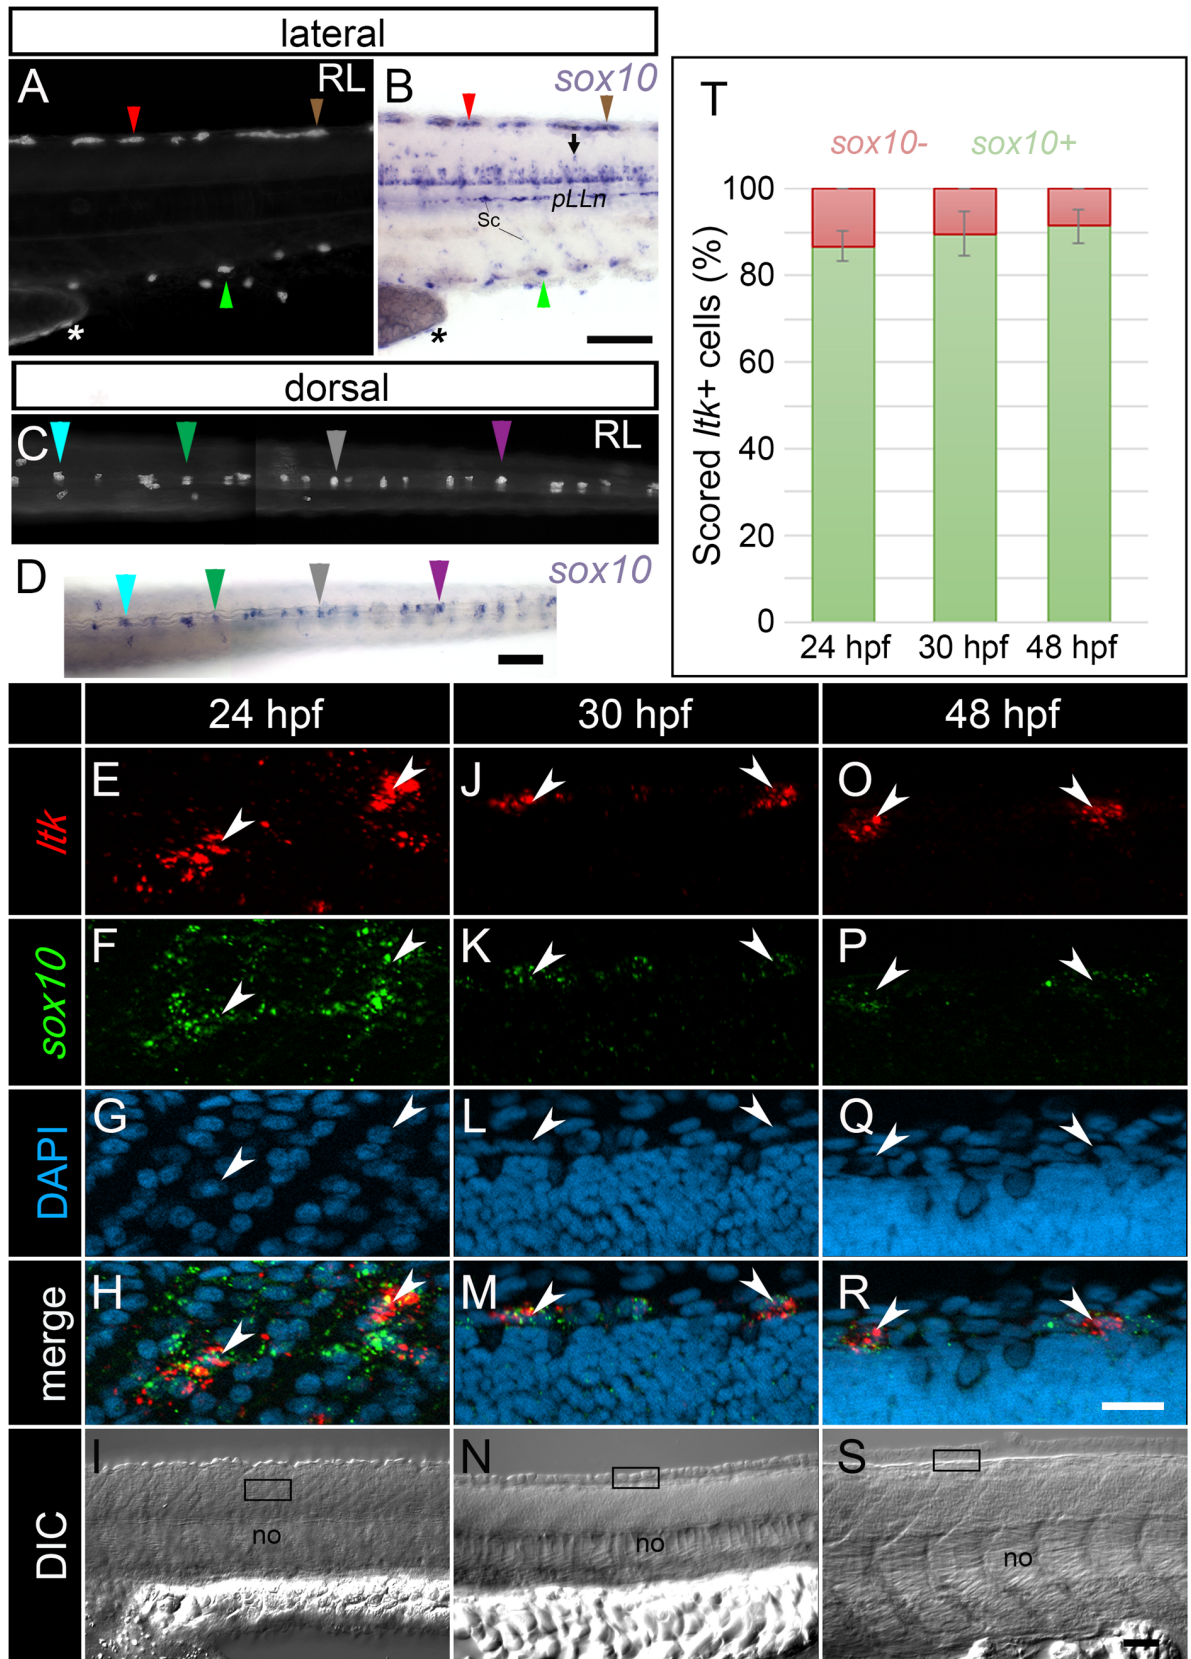 lateral
A
RL
B
sox10
pLLn
Sc
*
*
dorsal
C
RL
D
sox10
T
sox10-
sox10+
Scored ltk+ cells (%)
100
80
60
40
20
0
24 hpf
30 hpf
48 hpf
24 hpf
30 hpf
48 hpf
ltk
E
J
O
sox10
F
K
P
DAPI
G
L
Q
merge
H
M
R
DIC
I
no
N
no
S
no